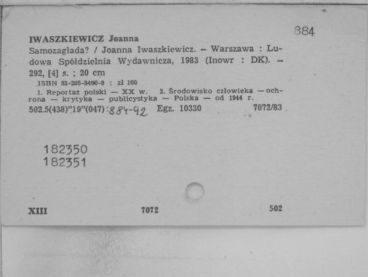 884
IWASZKIEWICZ Joanna
Samozagłada? / Joanna Iwaszkiewicz. — Warszawa : Lu-
dowa Spółdzielnia Wydawnicza, 1983 (Inowr : DK). —
292, [4] s. ; 20 cm
ISBN 83-205-3490-9 : zł 160
1. Reportaż polski — XX w. 2. Środowisko człowieka — och-
rona — krytyka — publicystyka — Polska — od 1944 r.
502.5(438)"19"(047):884-92 Egz. 10330 7072/83
182350
182351
XIII 7072 502